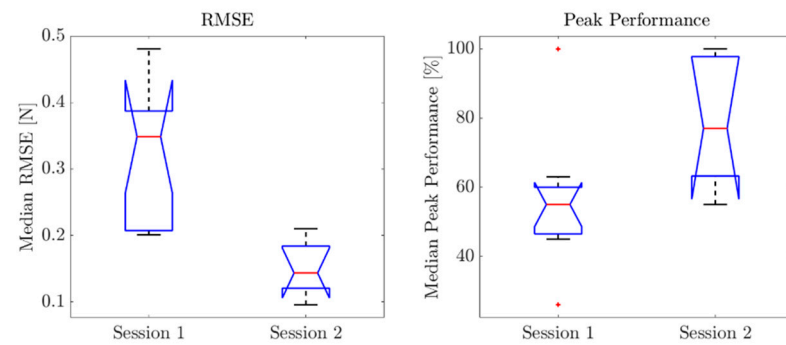 RMSE
Median RMSE [N]
0.5
0.4
0.3
0.2
0.1
Session 1
Session 2
Peak Performance
Median Peak Performance [%]
100
80
60
40
Session 1
Session 2